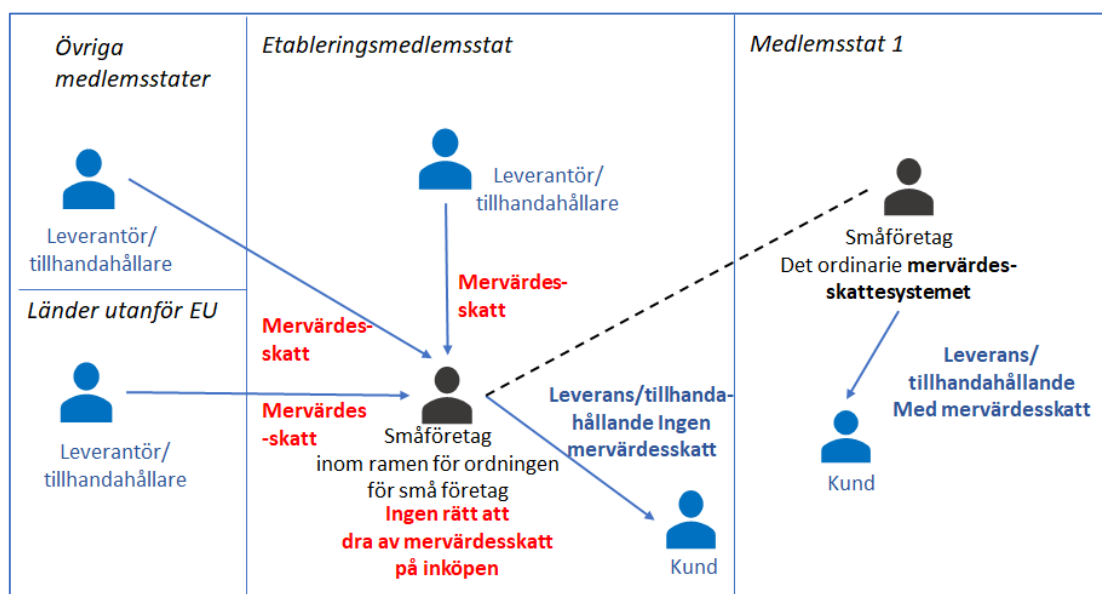 Övriga
medlemsstater
Leverantör/
tillhandahållare
Länder utanför EU
Leverantör/
tillhandahållare
Etableringsmedlemsstat
Leverantör/
tillhandahållare
Mervärdes-
skatt
Mervärdes-
skatt
Mervärdes
-skatt
Småföretag
inom ramen för ordningen
för små företag
Ingen rätt att
dra av mervärdesskatt
på inköpen
Leverans/tillhanda-
hållande Ingen
mervärdesskatt
Kund
Medlemsstat 1
Småföretag
Det ordinarie mervärdes-
skattesystemet
Leverans/
tillhandahållande
Med mervärdesskatt
Kund